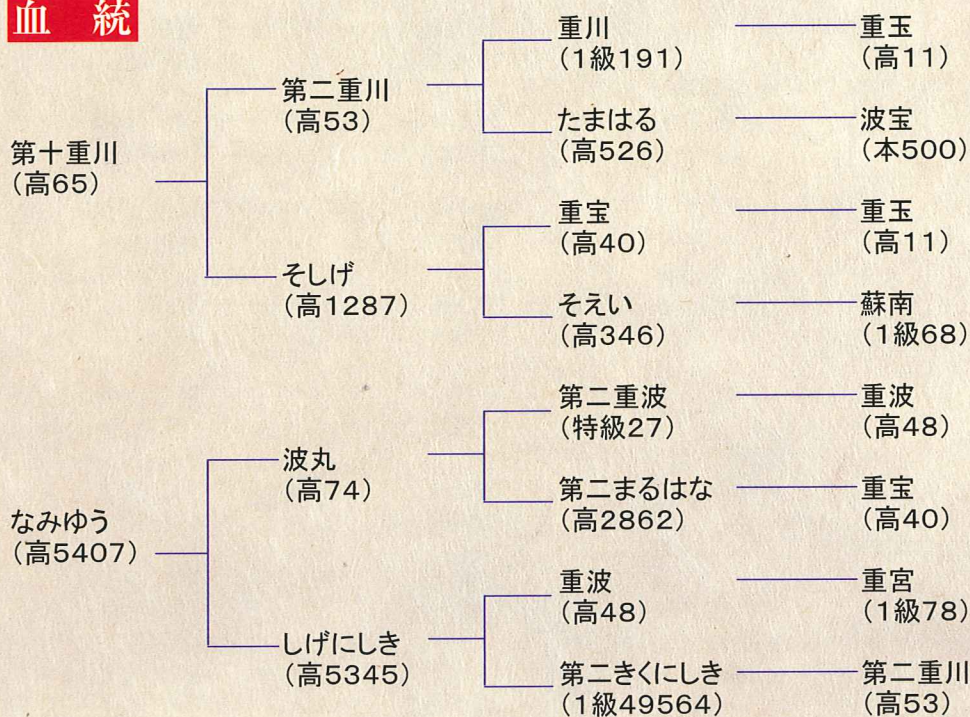 血統
第十重川
(高65)
第二重川
(高53)
そしげ
(高1287)
重川
(1級191)
たまはる
(高526)
重宝
(高40)
そえい
(高346)
重玉
(高11)
波宝
(本500)
重玉
(高11)
蘇南
(1級68)
なみゆう
(高5407)
波丸
(高74)
しげにしき
(高5345)
第二重波
(特級27)
第二まるはな
(高2862)
重波
(高48)
第二きくにしき
(1級49564)
重波
(高48)
重宝
(高40)
重宮
(1級78)
第二重川
(高53)